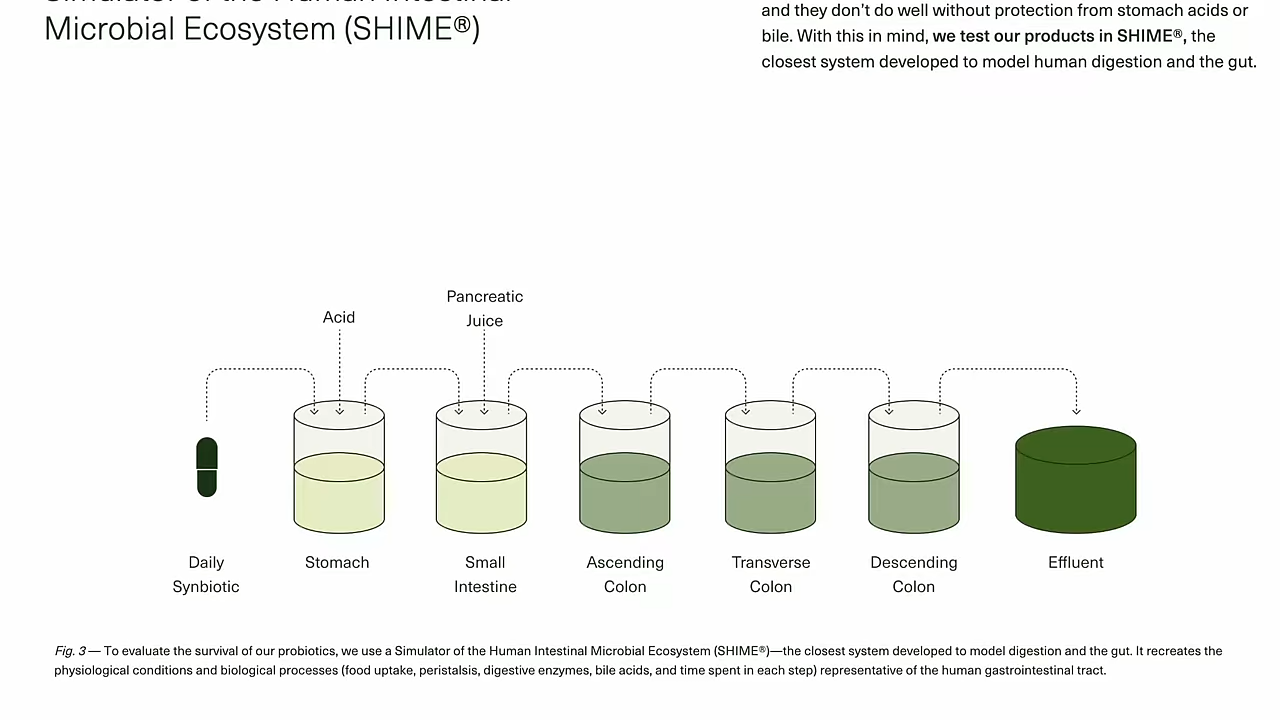 Simulator of the Human Intestinal
Microbial Ecosystem (SHIME®)
and they don’t do well without protection from stomach acids or
bile. With this in mind, we test our products in SHIME®, the
closest system developed to model human digestion and the gut.
Pancreatic
Juice
Acid
Daily
Synbiotic
Stomach
Small
Intestine
Ascending
Colon
Transverse
Colon
Descending
Colon
Effluent
Fig. 3 — To evaluate the survival of our probiotics, we use a Simulator of the Human Intestinal Microbial Ecosystem (SHIME®)—the closest system developed to model digestion and the gut. It recreates the
physiological conditions and biological processes (food uptake, peristalsis, digestive enzymes, bile acids, and time spent in each step) representative of the human gastrointestinal tract.